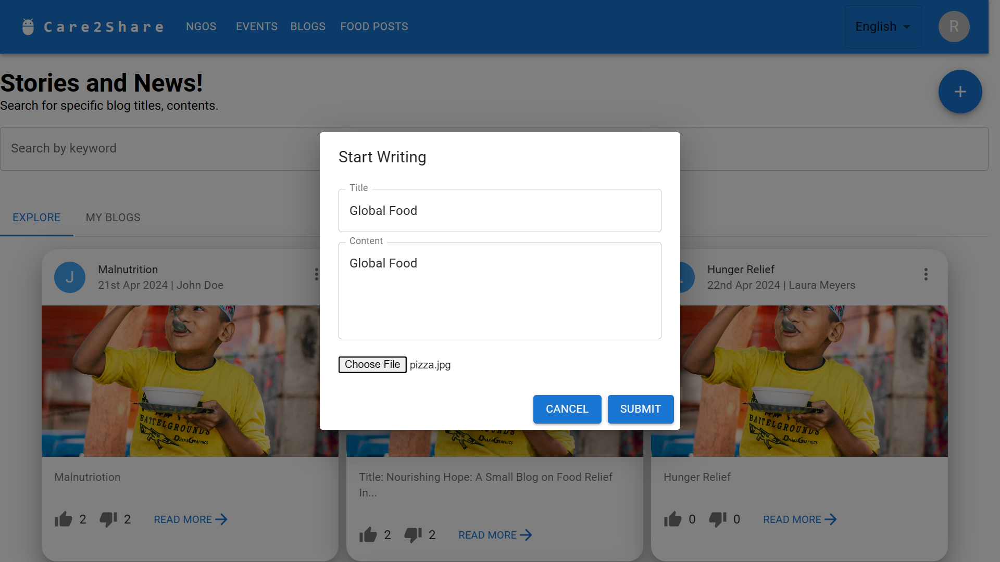 Care2Share NGOS EVENTS BLOGS FOOD POSTS English R
Stories and News!
Search for specific blog titles, contents.
+
Search by keyword
EXPLORE MY BLOGS
Start Writing
Title
Global Food
Content
Global Food
Choose File pizza.jpg
CANCEL SUBMIT
J
Malnutrition
21st Apr 2024 | John Doe
BATTELGROUNDS
DHAKAGRAPHICS
Malnutriotion
2 2 READ MORE
DHAKAGRAPHICS
Title: Nourishing Hope: A Small Blog on Food Relief
In...
2 2 READ MORE
Hunger Relief
22nd Apr 2024 | Laura Meyers
BATTELGROUNDS
DHAKAGRAPHICS
Hunger Relief
0 0 READ MORE